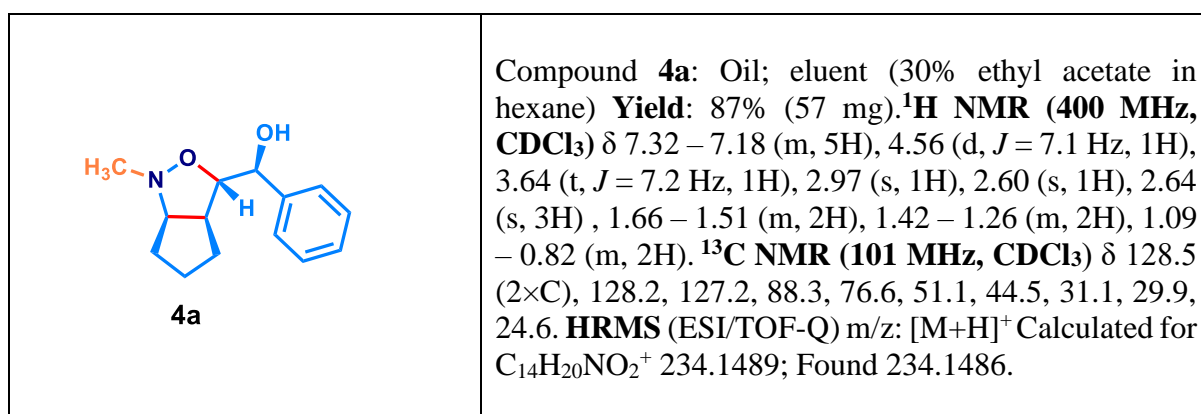 OH
H₃C
N
O
H
4a
Compound 4a: Oil; eluent (30% ethyl acetate in
hexane) Yield: 87% (57 mg).¹H NMR (400 MHz,
CDCl₃) δ 7.32 – 7.18 (m, 5H), 4.56 (d, J = 7.1 Hz, 1H),
3.64 (t, J = 7.2 Hz, 1H), 2.97 (s, 1H), 2.60 (s, 1H), 2.64
(s, 3H) , 1.66 – 1.51 (m, 2H), 1.42 – 1.26 (m, 2H), 1.09
– 0.82 (m, 2H). ¹³C NMR (101 MHz, CDCl₃) δ 128.5
(2×C), 128.2, 127.2, 88.3, 76.6, 51.1, 44.5, 31.1, 29.9,
24.6. HRMS (ESI/TOF-Q) m/z: [M+H]⁺ Calculated for
C₁₄H₂₀NO₂⁺ 234.1489; Found 234.1486.